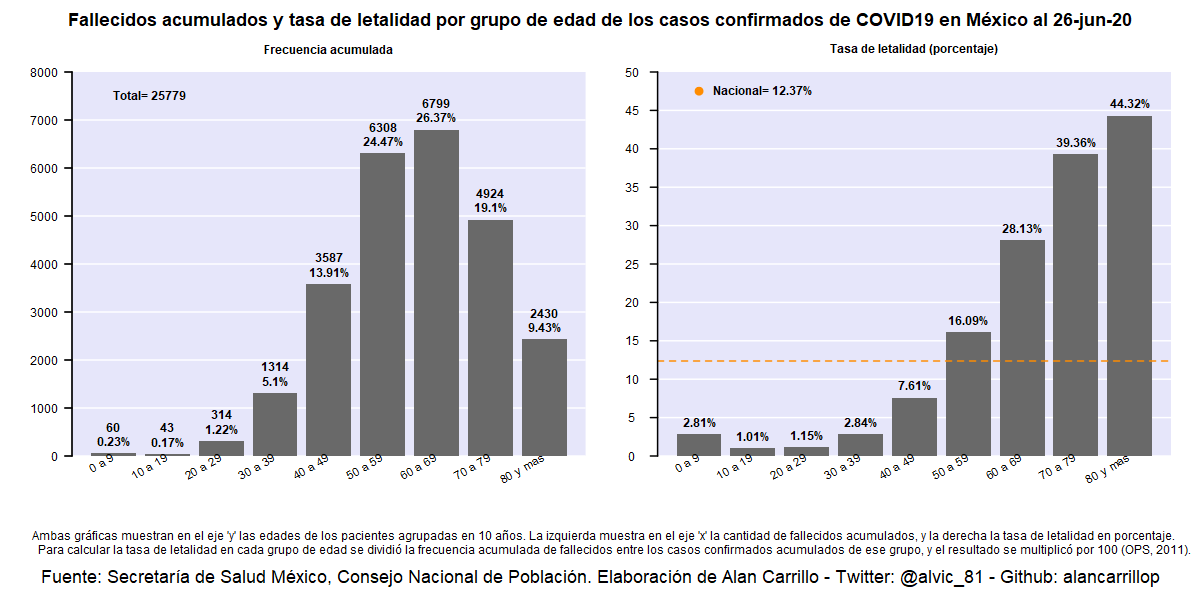 Fallecidos acumulados y tasa de letalidad por grupo de edad de los casos confirmados de COVID19 en México al 26-jun-20
Frecuencia acumulada
8000
7000
6000
5000
4000
3000
2000
1000
0
Total= 25779
60
0.23%
43
0.17%
314
1.22%
1314
5.1%
3587
13.91%
6308
24.47%
6799
26.37%
4924
19.1%
2430
9.43%
0 a 9
10 a 19
20 a 29
30 a 39
40 a 49
50 a 59
60 a 69
70 a 79
80 y mas
Tasa de letalidad (porcentaje)
50
45
40
35
30
25
20
15
10
5
0
Nacional= 12.37%
2.81%
1.01%
1.15%
2.84%
7.61%
16.09%
28.13%
39.36%
44.32%
0 a 9
10 a 19
20 a 29
30 a 39
40 a 49
50 a 59
60 a 69
70 a 79
80 y mas
Ambas gráficas muestran en el eje 'y' las edades de los pacientes agrupadas en 10 años. La izquierda muestra en el eje 'x' la cantidad de fallecidos acumulados, y la derecha la tasa de letalidad en porcentaje.
Para calcular la tasa de letalidad en cada grupo de edad se dividió la frecuencia acumulada de fallecidos entre los casos confirmados acumulados de ese grupo, y el resultado se multiplicó por 100 (OPS, 2011).
Fuente: Secretaría de Salud México, Consejo Nacional de Población. Elaboración de Alan Carrillo - Twitter: @alvic_81 - Github: alancarrillop